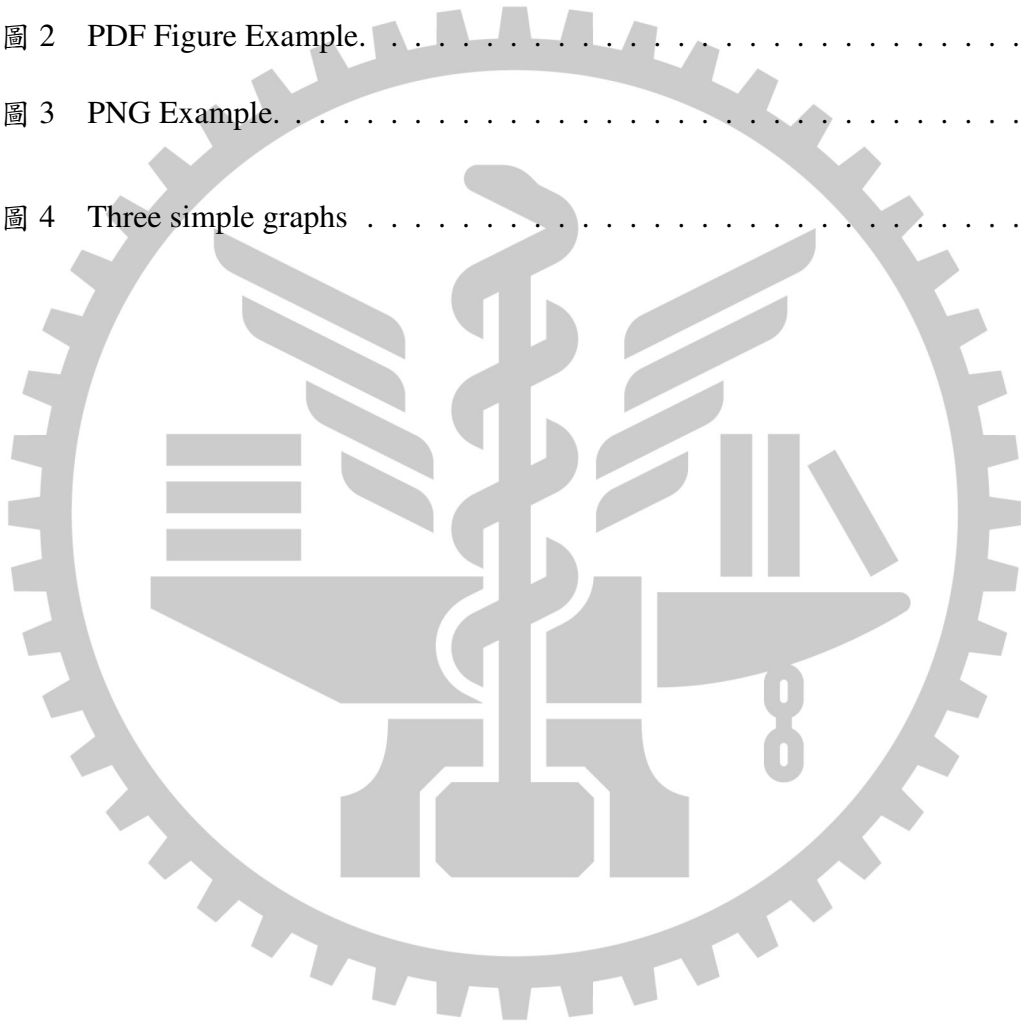 圖 2 PDF Figure Example. . . . . . . . . . . . . . . . . . . . . . . . . . . . . .
圖 3 PNG Example. . . . . . . . . . . . . . . . . . . . . . . . . . . . . . . . .
圖 4 Three simple graphs . . . . . . . . . . . . . . . . . . . . . . . . . . . . .